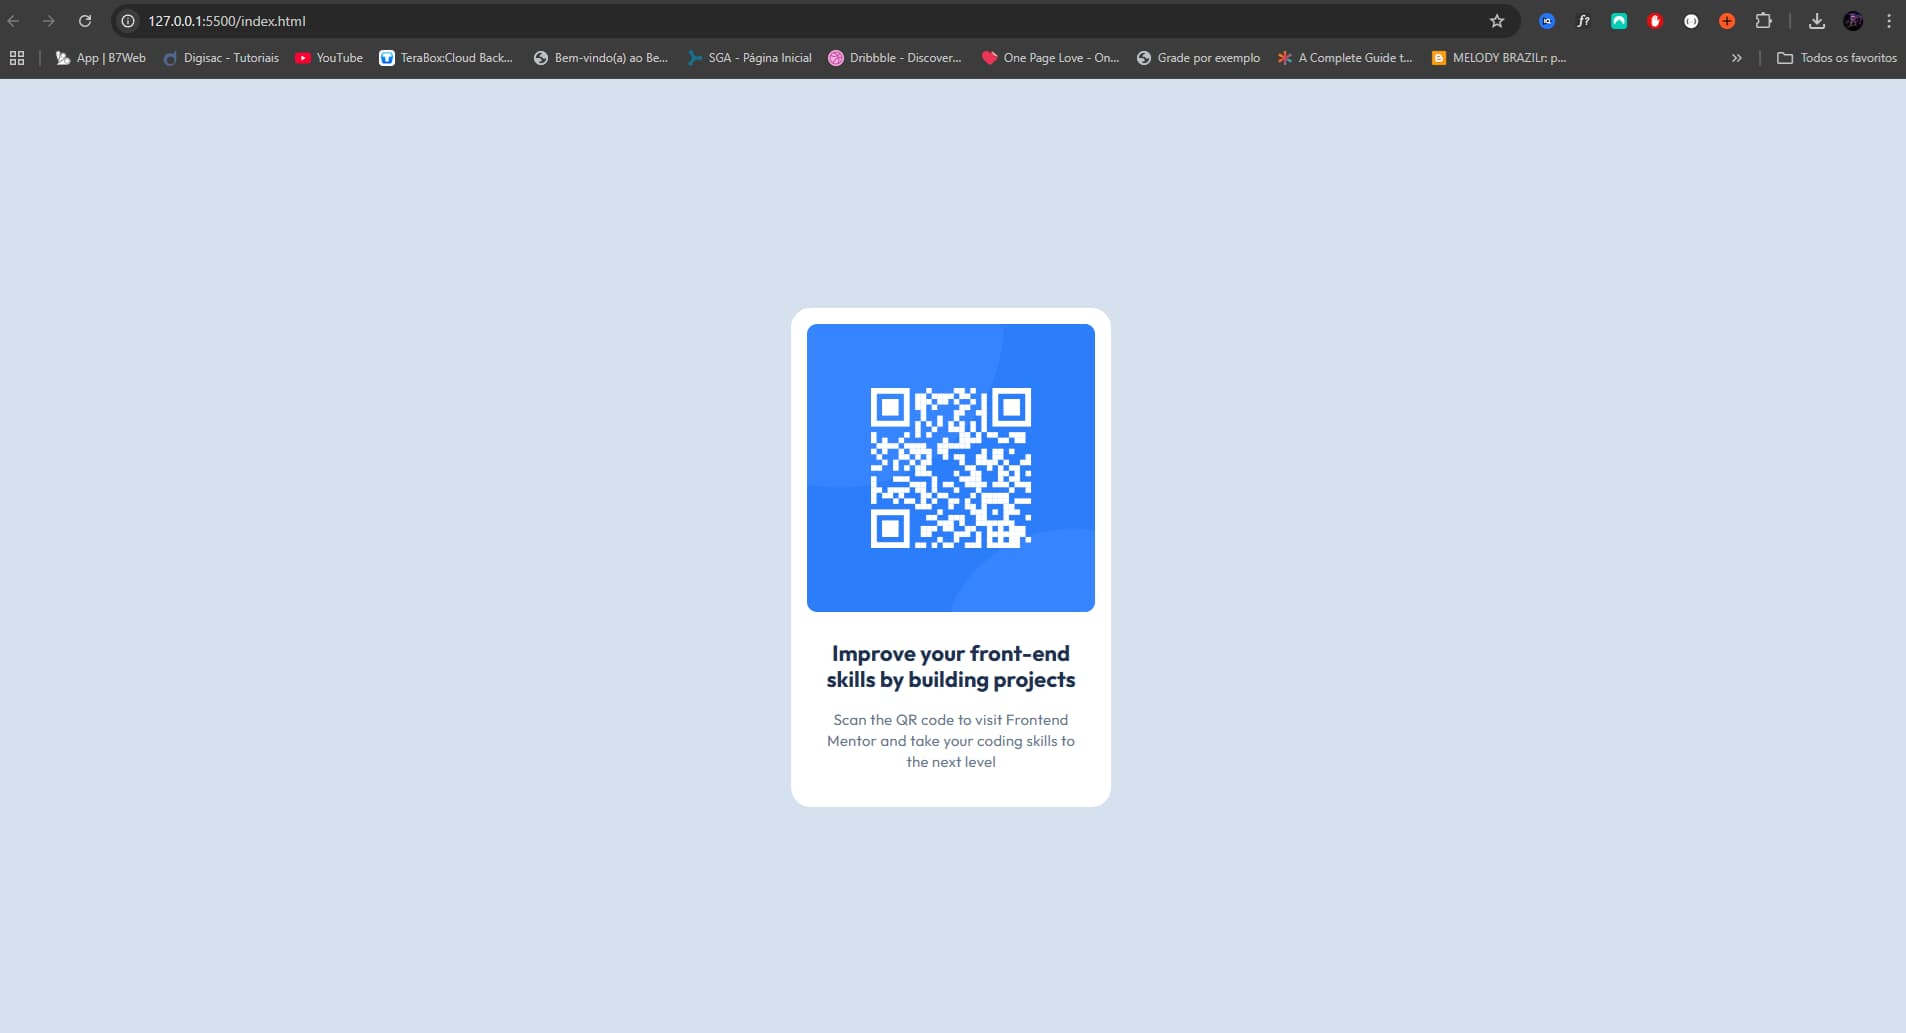 127.0.0.1:5500/index.html
App | B7Web
Digisac - Tutoriais
YouTube
TeraBox:Cloud Back...
Bem-vindo(a) ao Be...
SGA - Página Inicial
Dribbble - Discover...
One Page Love - On...
Grade por exemplo
A Complete Guide t...
MELODY BRAZILr: p...
Todos os favoritos
Improve your front-end
skills by building projects
Scan the QR code to visit Frontend
Mentor and take your coding skills to
the next level